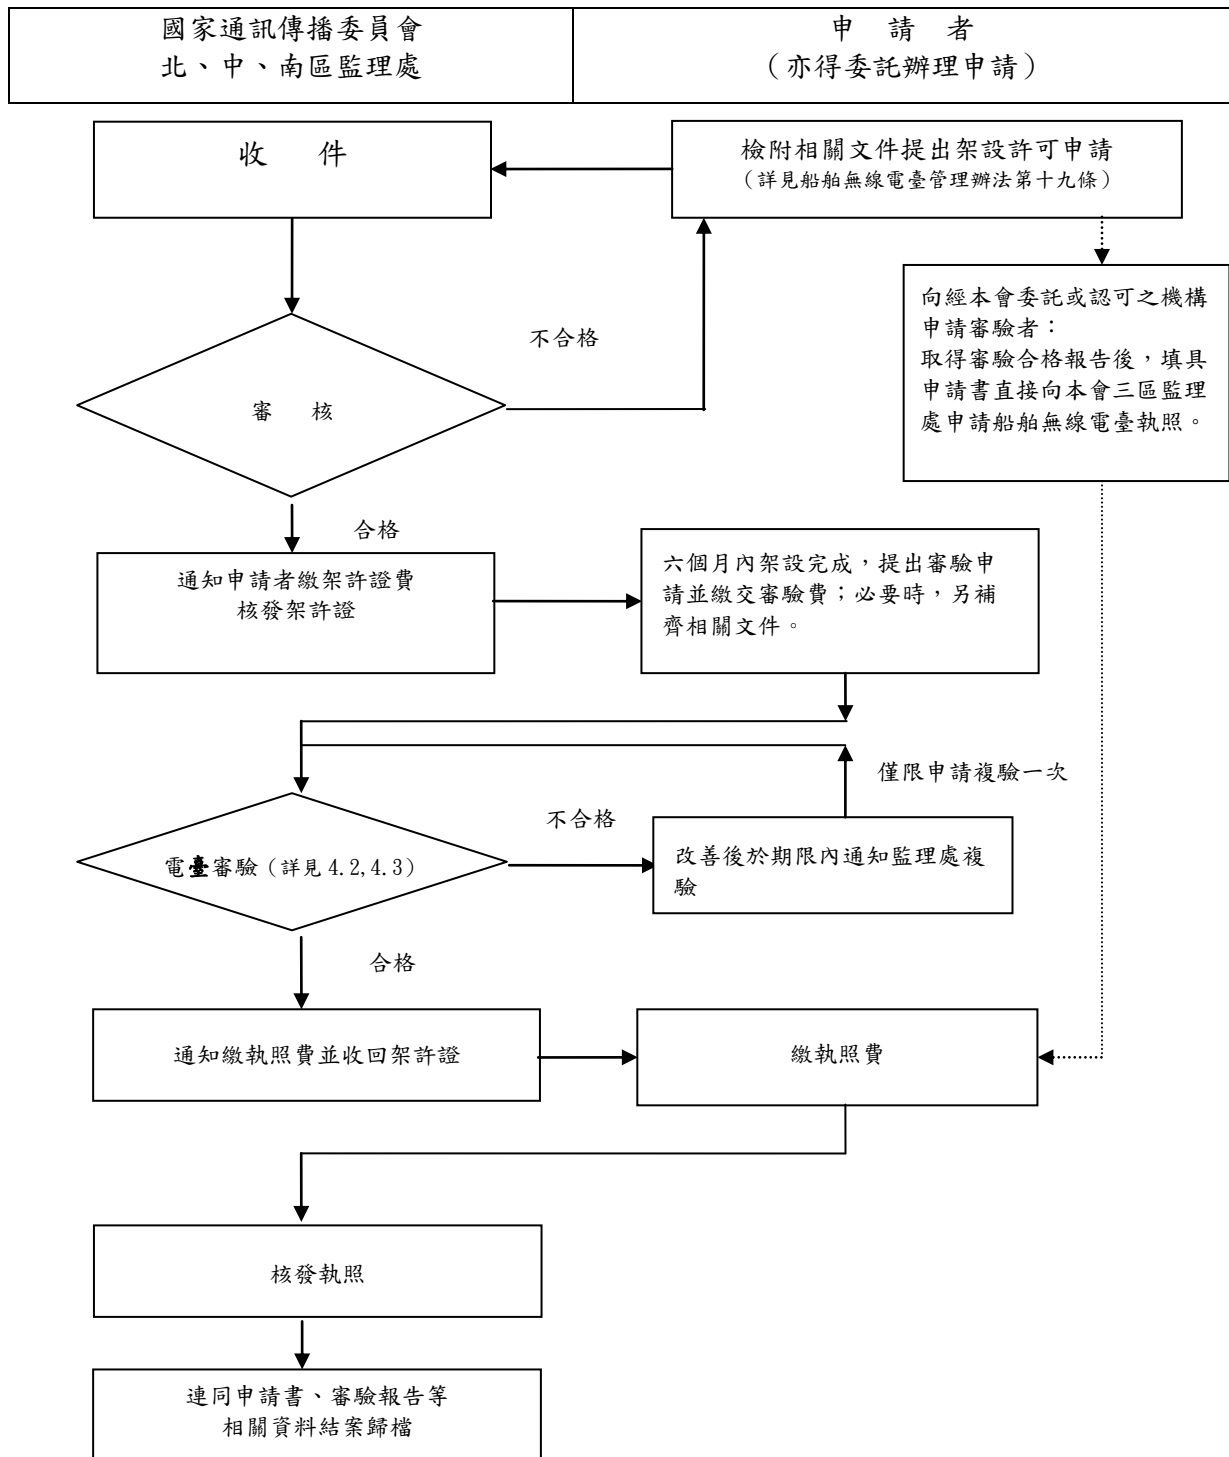 國家通訊傳播委員會
北、中、南區監理處
申 請 者
（亦得委託辦理申請）
收 件
檢附相關文件提出架設許可申請
（詳見船舶無線電臺管理辦法第十九條）
向經本會委託或認可之機構
申請審驗者：
取得審驗合格報告後，填具
申請書直接向本會三區監理
處申請船舶無線電臺執照。
不合格
審 核
合格
通知申請者繳架許證費
核發架許證
六個月內架設完成，提出審驗申
請並繳交審驗費；必要時，另補
齊相關文件。
僅限申請複驗一次
不合格
電臺審驗（詳見 4.2,4.3）
改善後於期限內通知監理處複
驗
合格
通知繳執照費並收回架許證
繳執照費
核發執照
連同申請書、審驗報告等
相關資料結案歸檔